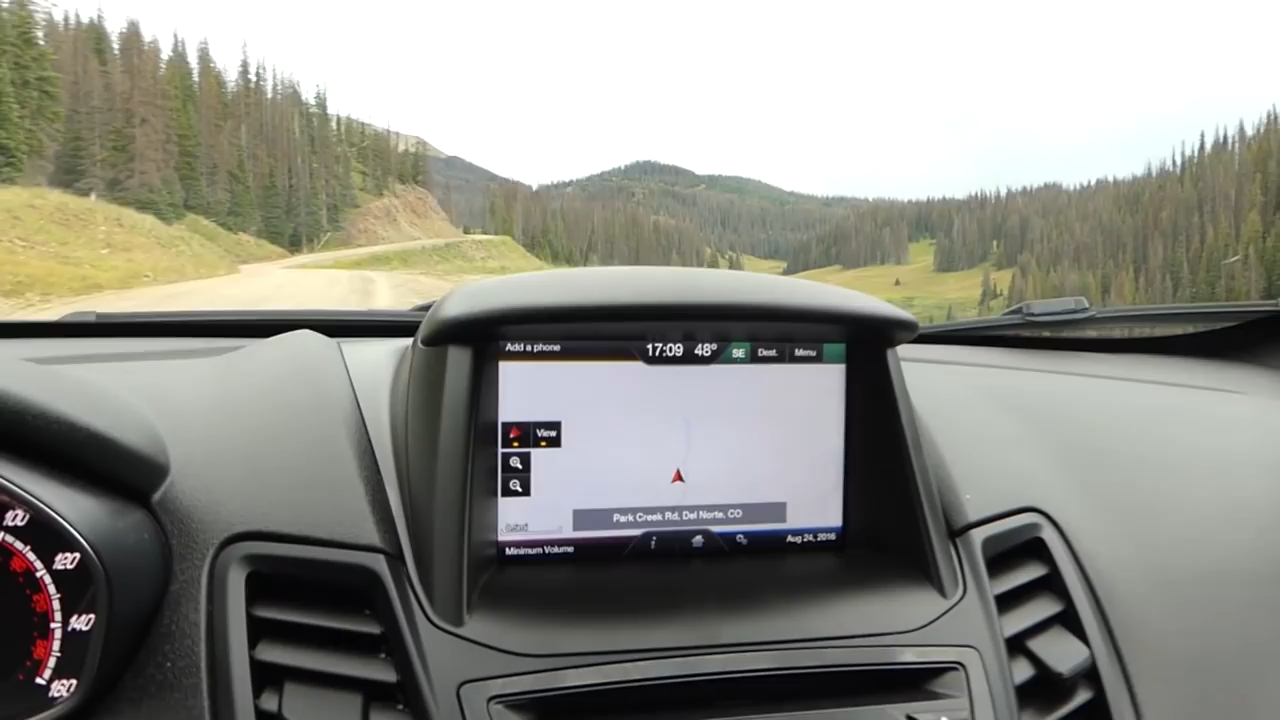 Add a phone
17:09 48° SE Dest. Menu
View
Park Creek Rd, Del Norte, CO
Minimum Volume
Aug 24, 2016
100
120
140
160